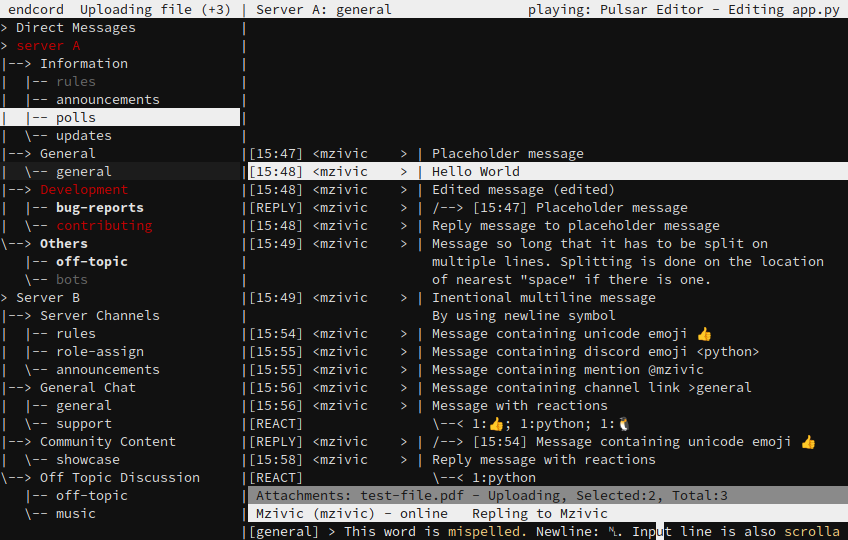 endcord  Uploading file (+3) | Server A: general                 playing: Pulsar Editor - Editing app.py
> Direct Messages             |
> server A                    |
|--> Information              |
|  |-- rules                  |
|  |-- announcements          |
|  |-- polls                  |
|  \-- updates                |
|--> General                  |[15:47] <mzivic    > | Placeholder message
|  \-- general                |[15:48] <mzivic    > | Hello World
|--> Development              |[15:48] <mzivic    > | Edited message (edited)
|  |-- bug-reports            |[REPLY] <mzivic    > | /--> [15:47] Placeholder message
|  \-- contributing           |[15:48] <mzivic    > | Reply message to placeholder message
\--> Others                   |[15:49] <mzivic    > | Message so long that it has to be split on
   |-- off-topic              |                       multiple lines. Splitting is done on the location
   \-- bots                   |                       of nearest "space" if there is one.
> Server B                    |[15:49] <mzivic    > | Inentional multiline message
|--> Server Channels          |                       By using newline symbol
|  |-- rules                  |[15:54] <mzivic    > | Message containing unicode emoji 👍
|  |-- role-assign            |[15:55] <mzivic    > | Message containing discord emoji <python>
|  \-- announcements          |[15:55] <mzivic    > | Message containing mention @mzivic
|--> General Chat             |[15:56] <mzivic    > | Message containing channel link >general
|  |-- general                |[15:56] <mzivic    > | Message with reactions
|  \-- support                |[REACT]                \--< 1:👍; 1:python; 1:🐧
|--> Community Content        |[REPLY] <mzivic    > | /--> [15:54] Message containing unicode emoji 👍
|  \-- showcase               |[15:58] <mzivic    > | Reply message with reactions
\--> Off Topic Discussion     |[REACT]                \--< 1:python
   |-- off-topic              | Attachments: test-file.pdf - Uploading, Selected:2, Total:3
   \-- music                  | Mzivic (mzivic) - online   Repling to Mzivic
                              |[general] > This word is mispelled. Newline: ␤. Input line is also scrolla